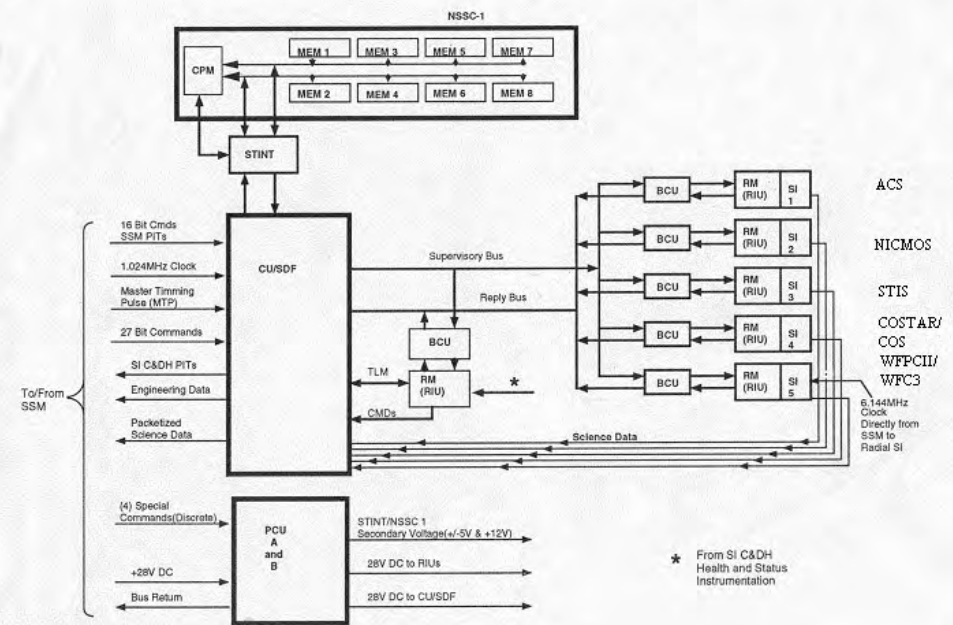 NSSC-1
CPM
MEM 1
MEM 3
MEM 5
MEM 7
MEM 2
MEM 4
MEM 6
MEM 8
STINT
16 Bit Cmds
SSM PITs
1.024MHz Clock
Master Timming
Pulse (MTP)
27 Bit Commands
SI C&DH PITs
Engineering Data
Packetized
Science Data
To/From
SSM
CU/SDF
Supervisory Bus
Reply Bus
BCU
TLM
RM
(RIU)
*
CMDs
Science Data
BCU
RM
(RIU)
SI
1
ACS
BCU
RM
(RIU)
SI
2
NICMOS
BCU
RM
(RIU)
SI
3
STIS
BCU
RM
(RIU)
SI
4
COSTAR/
COS
BCU
RM
(RIU)
SI
5
WFPCII/
WFC3
6.144MHz
Clock
Directly from
SSM to
Radial SI
(4) Special
Commands(Discrete)
+28V DC
Bus Return
PCU
A
and
B
STINT/NSSC 1
Secondary Voltage(+/-5V & +12V)
28V DC to RIUs
28V DC to CU/SDF
* From SI C&DH
Health and Status
Instrumentation